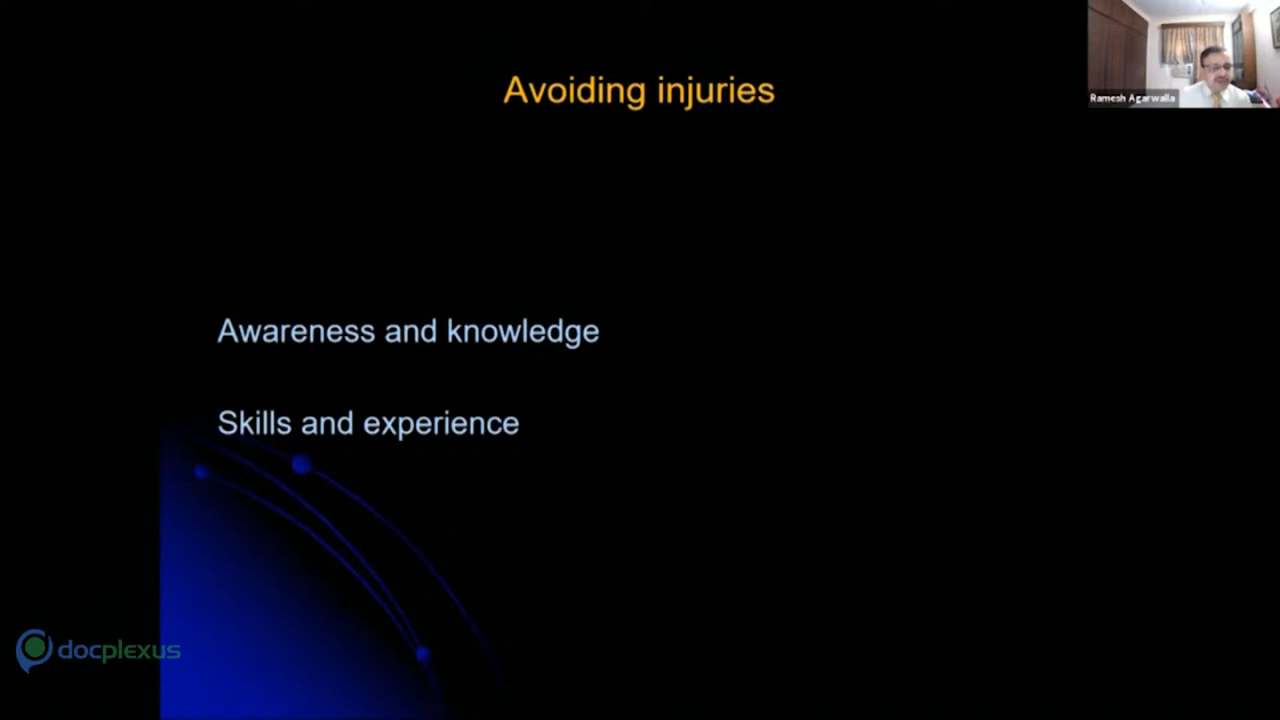 Avoiding injuries
Ramesh Agarwalla
Awareness and knowledge
Skills and experience
docplexus